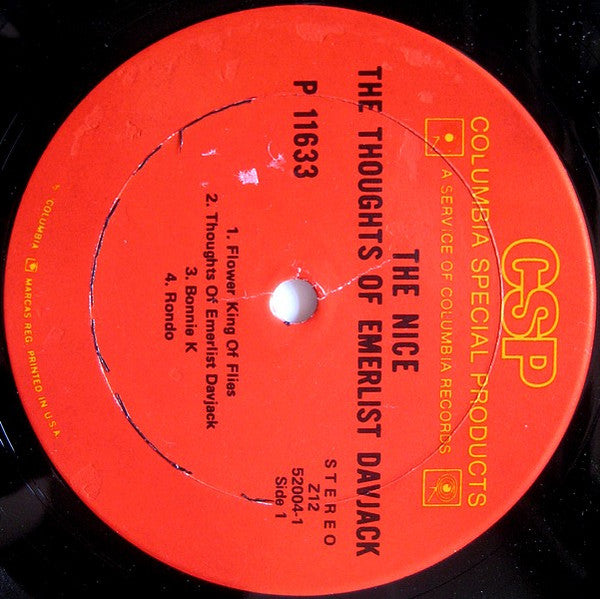 CSP
COLUMBIA SPECIAL PRODUCTS
A SERVICE OF COLUMBIA RECORDS
THE NICE
THE THOUGHTS OF EMERLIST DAVJACK
P 11633
STEREO
Z12
52004-1
Side 1
1. Flower King Of Flies
2. Thoughts Of Emerlist Davjack
3. Bonnie K
4. Rondo
COLUMBIA MARCAS REG. PRINTED IN U.S.A.